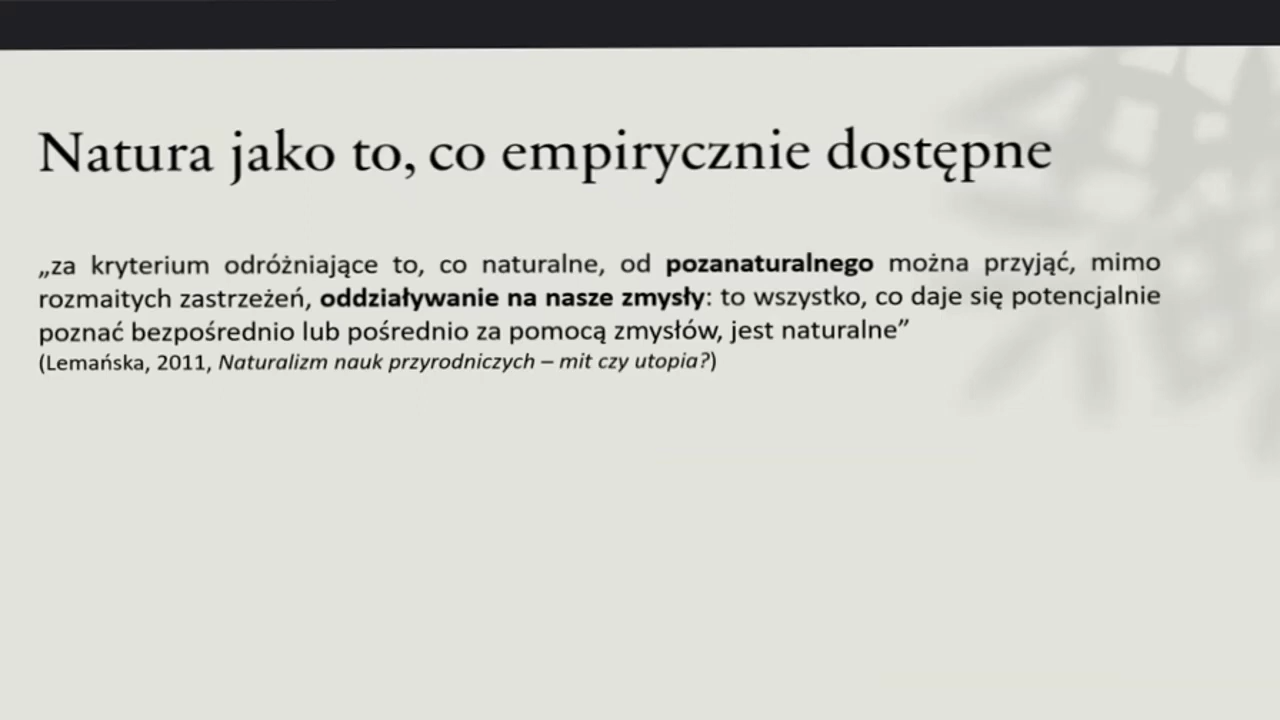 Natura jako to, co empirycznie dostępne
„za kryterium odróżniające to, co naturalne, od pozanaturalnego można przyjąć, mimo
rozmaitych zastrzeżeń, oddziaływanie na nasze zmysły: to wszystko, co daje się potencjalnie
poznać bezpośrednio lub pośrednio za pomocą zmysłów, jest naturalne”
(Lemańska, 2011, Naturalizm nauk przyrodniczych – mit czy utopia?)